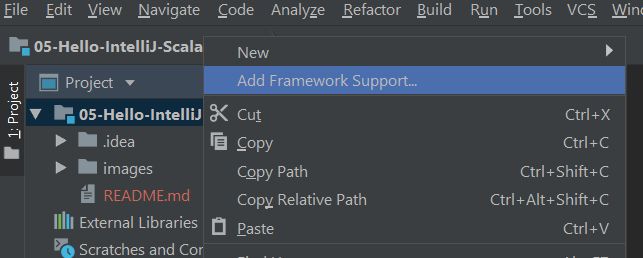 File Edit View Navigate Code Analyze Refactor Build Run Tools VCS
05-Hello-IntelliJ-Scala
New
Project
Add Framework Support...
05-Hello-IntelliJ
Cut Ctrl+X
.idea
Copy Ctrl+C
images
Copy Path Ctrl+Shift+C
README.md
Copy Relative Path Ctrl+Alt+Shift+C
External Libraries
Paste Ctrl+V
Scratches and
1: Project